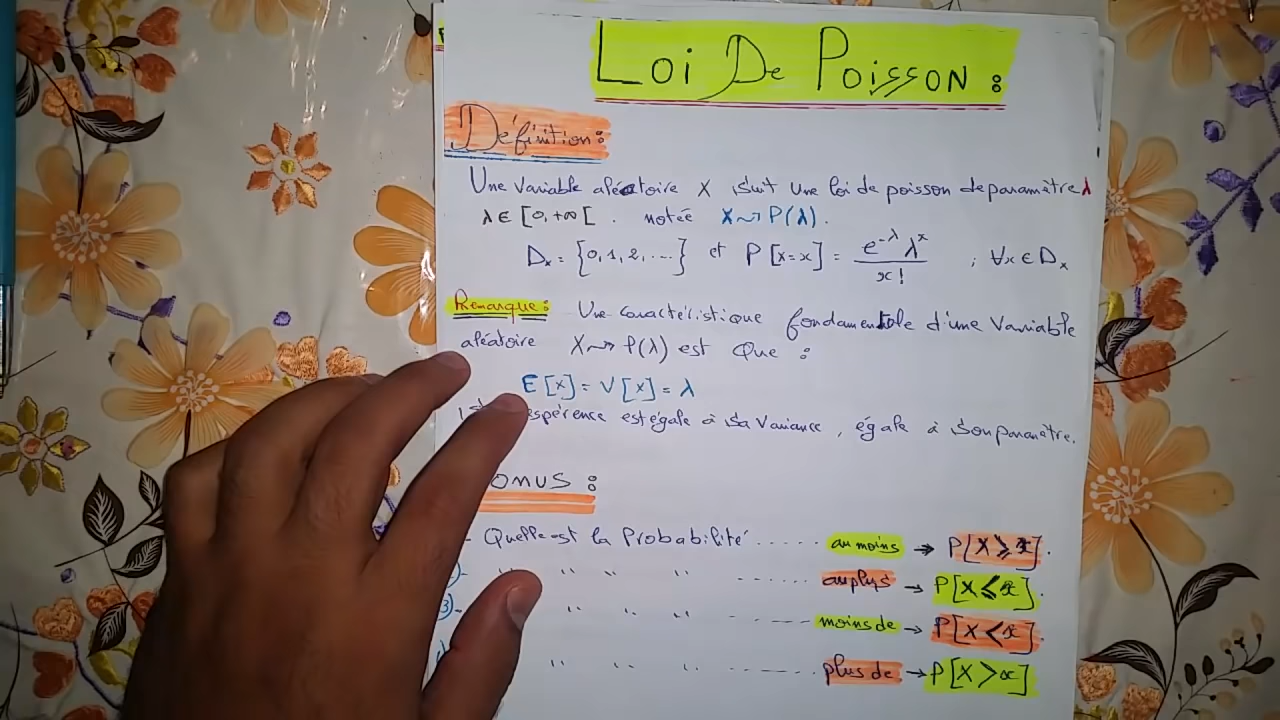 Loi De Poisson :
Définition :
Une variable aléatoire X suit une loi de poisson de paramètre λ
λ ∈ [0, +∞[ . notée X ⇝ P(λ).
Dx = {0, 1, 2, ....} et P[X=x] = e^-λ λ^x / x! ; ∀x ∈ Dx
Remarque : Une caractéristique fondamentale d'une variable
aléatoire X ⇝ P(λ) est que :
E[X] = V[X] = λ
espérence est égale à sa variance, égale à son paramètre.
onus :
- Quelle est la Probabilité ..... au moins → P[X ⩾ x].
- " " " " ...... au plus → P[X ⩽ x].
3)- " " " ---- moins de → P[X < x].
" " " ---- plus de → P[X > x]